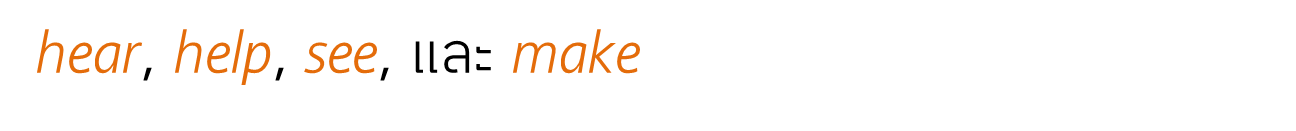 hear, help, see, และ make